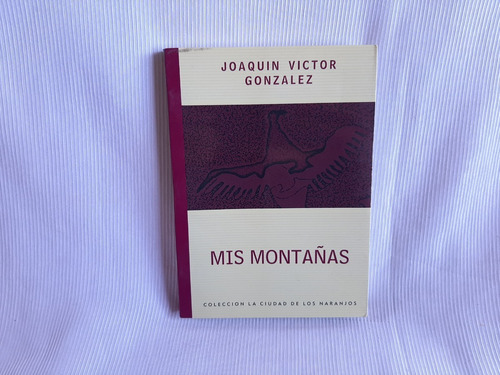 JOAQUIN VICTOR
GONZALEZ
MIS MONTAÑAS
COLECCION LA CIUDAD DE LOS NARANJOS